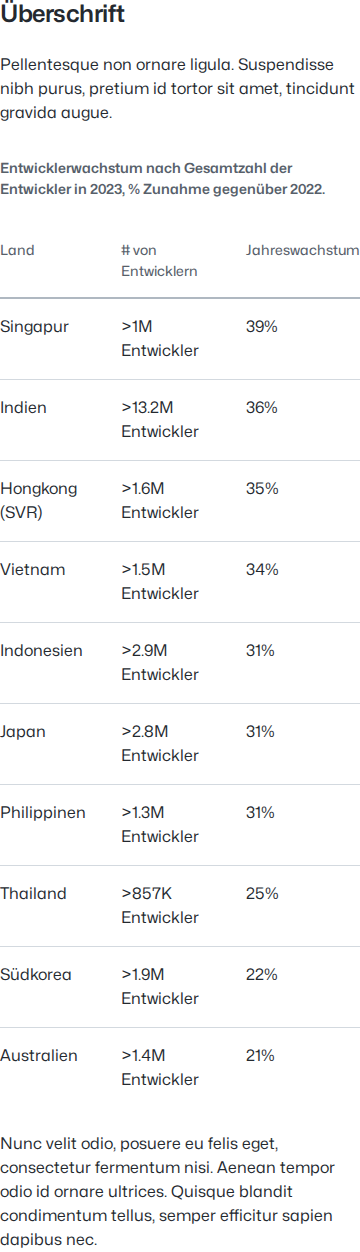 Überschrift
Pellentesque non ornare ligula. Suspendisse
nibh purus, pretium id tortor sit amet, tincidunt
gravida augue.
Entwicklerwachstum nach Gesamtzahl der
Entwickler in 2023, % Zunahme gegenüber 2022.
Land # von Jahreswachstum
Entwicklern
Singapur >1M 39%
Entwickler
Indien >13.2M 36%
Entwickler
Hongkong >1.6M 35%
(SVR) Entwickler
Vietnam >1.5M 34%
Entwickler
Indonesien >2.9M 31%
Entwickler
Japan >2.8M 31%
Entwickler
Philippinen >1.3M 31%
Entwickler
Thailand >857K 25%
Entwickler
Südkorea >1.9M 22%
Entwickler
Australien >1.4M 21%
Entwickler
Nunc velit odio, posuere eu felis eget,
consectetur fermentum nisi. Aenean tempor
odio id ornare ultrices. Quisque blandit
condimentum tellus, semper efficitur sapien
dapibus nec.